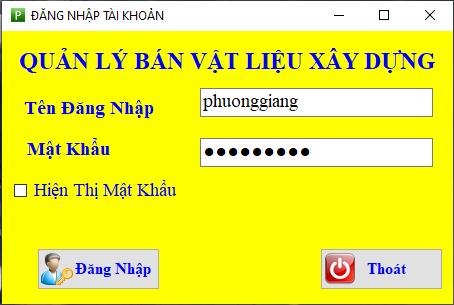 ĐĂNG NHẬP TÀI KHOẢN
QUẢN LÝ BÁN VẬT LIỆU XÂY DỰNG
Tên Đăng Nhập phuonggiang
Mật Khẩu ●●●●●●●●●
Hiện Thị Mật Khẩu
Đăng Nhập Thoát